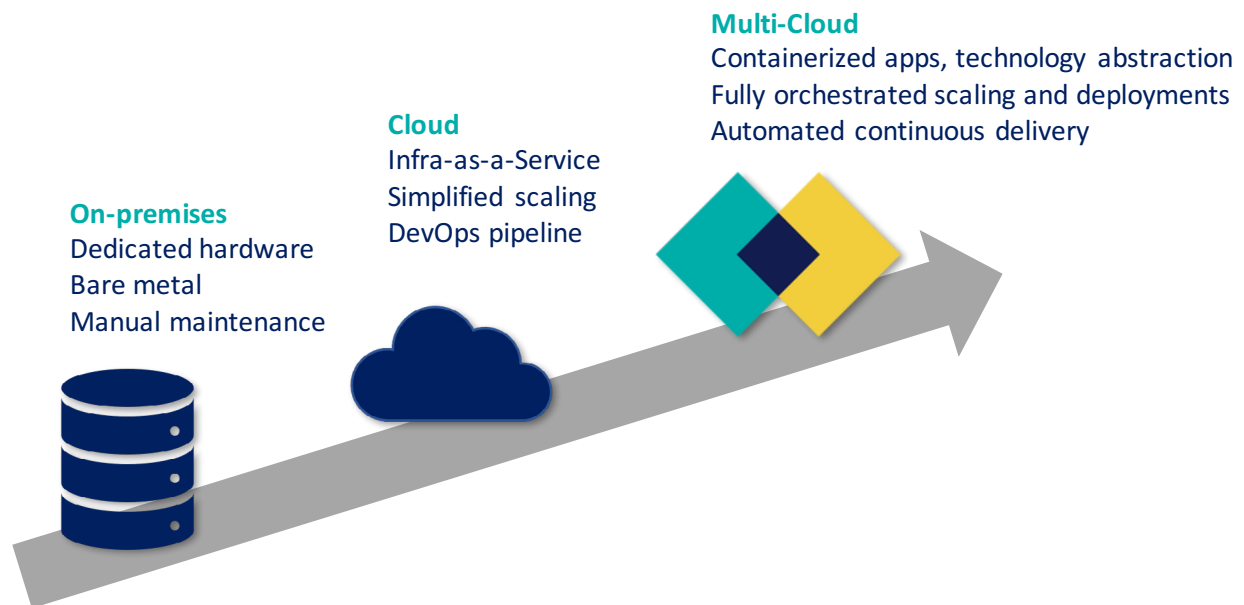 Multi-Cloud
Containerized apps, technology abstraction
Fully orchestrated scaling and deployments
Automated continuous delivery
Cloud
Infra-as-a-Service
Simplified scaling
DevOps pipeline
On-premises
Dedicated hardware
Bare metal
Manual maintenance